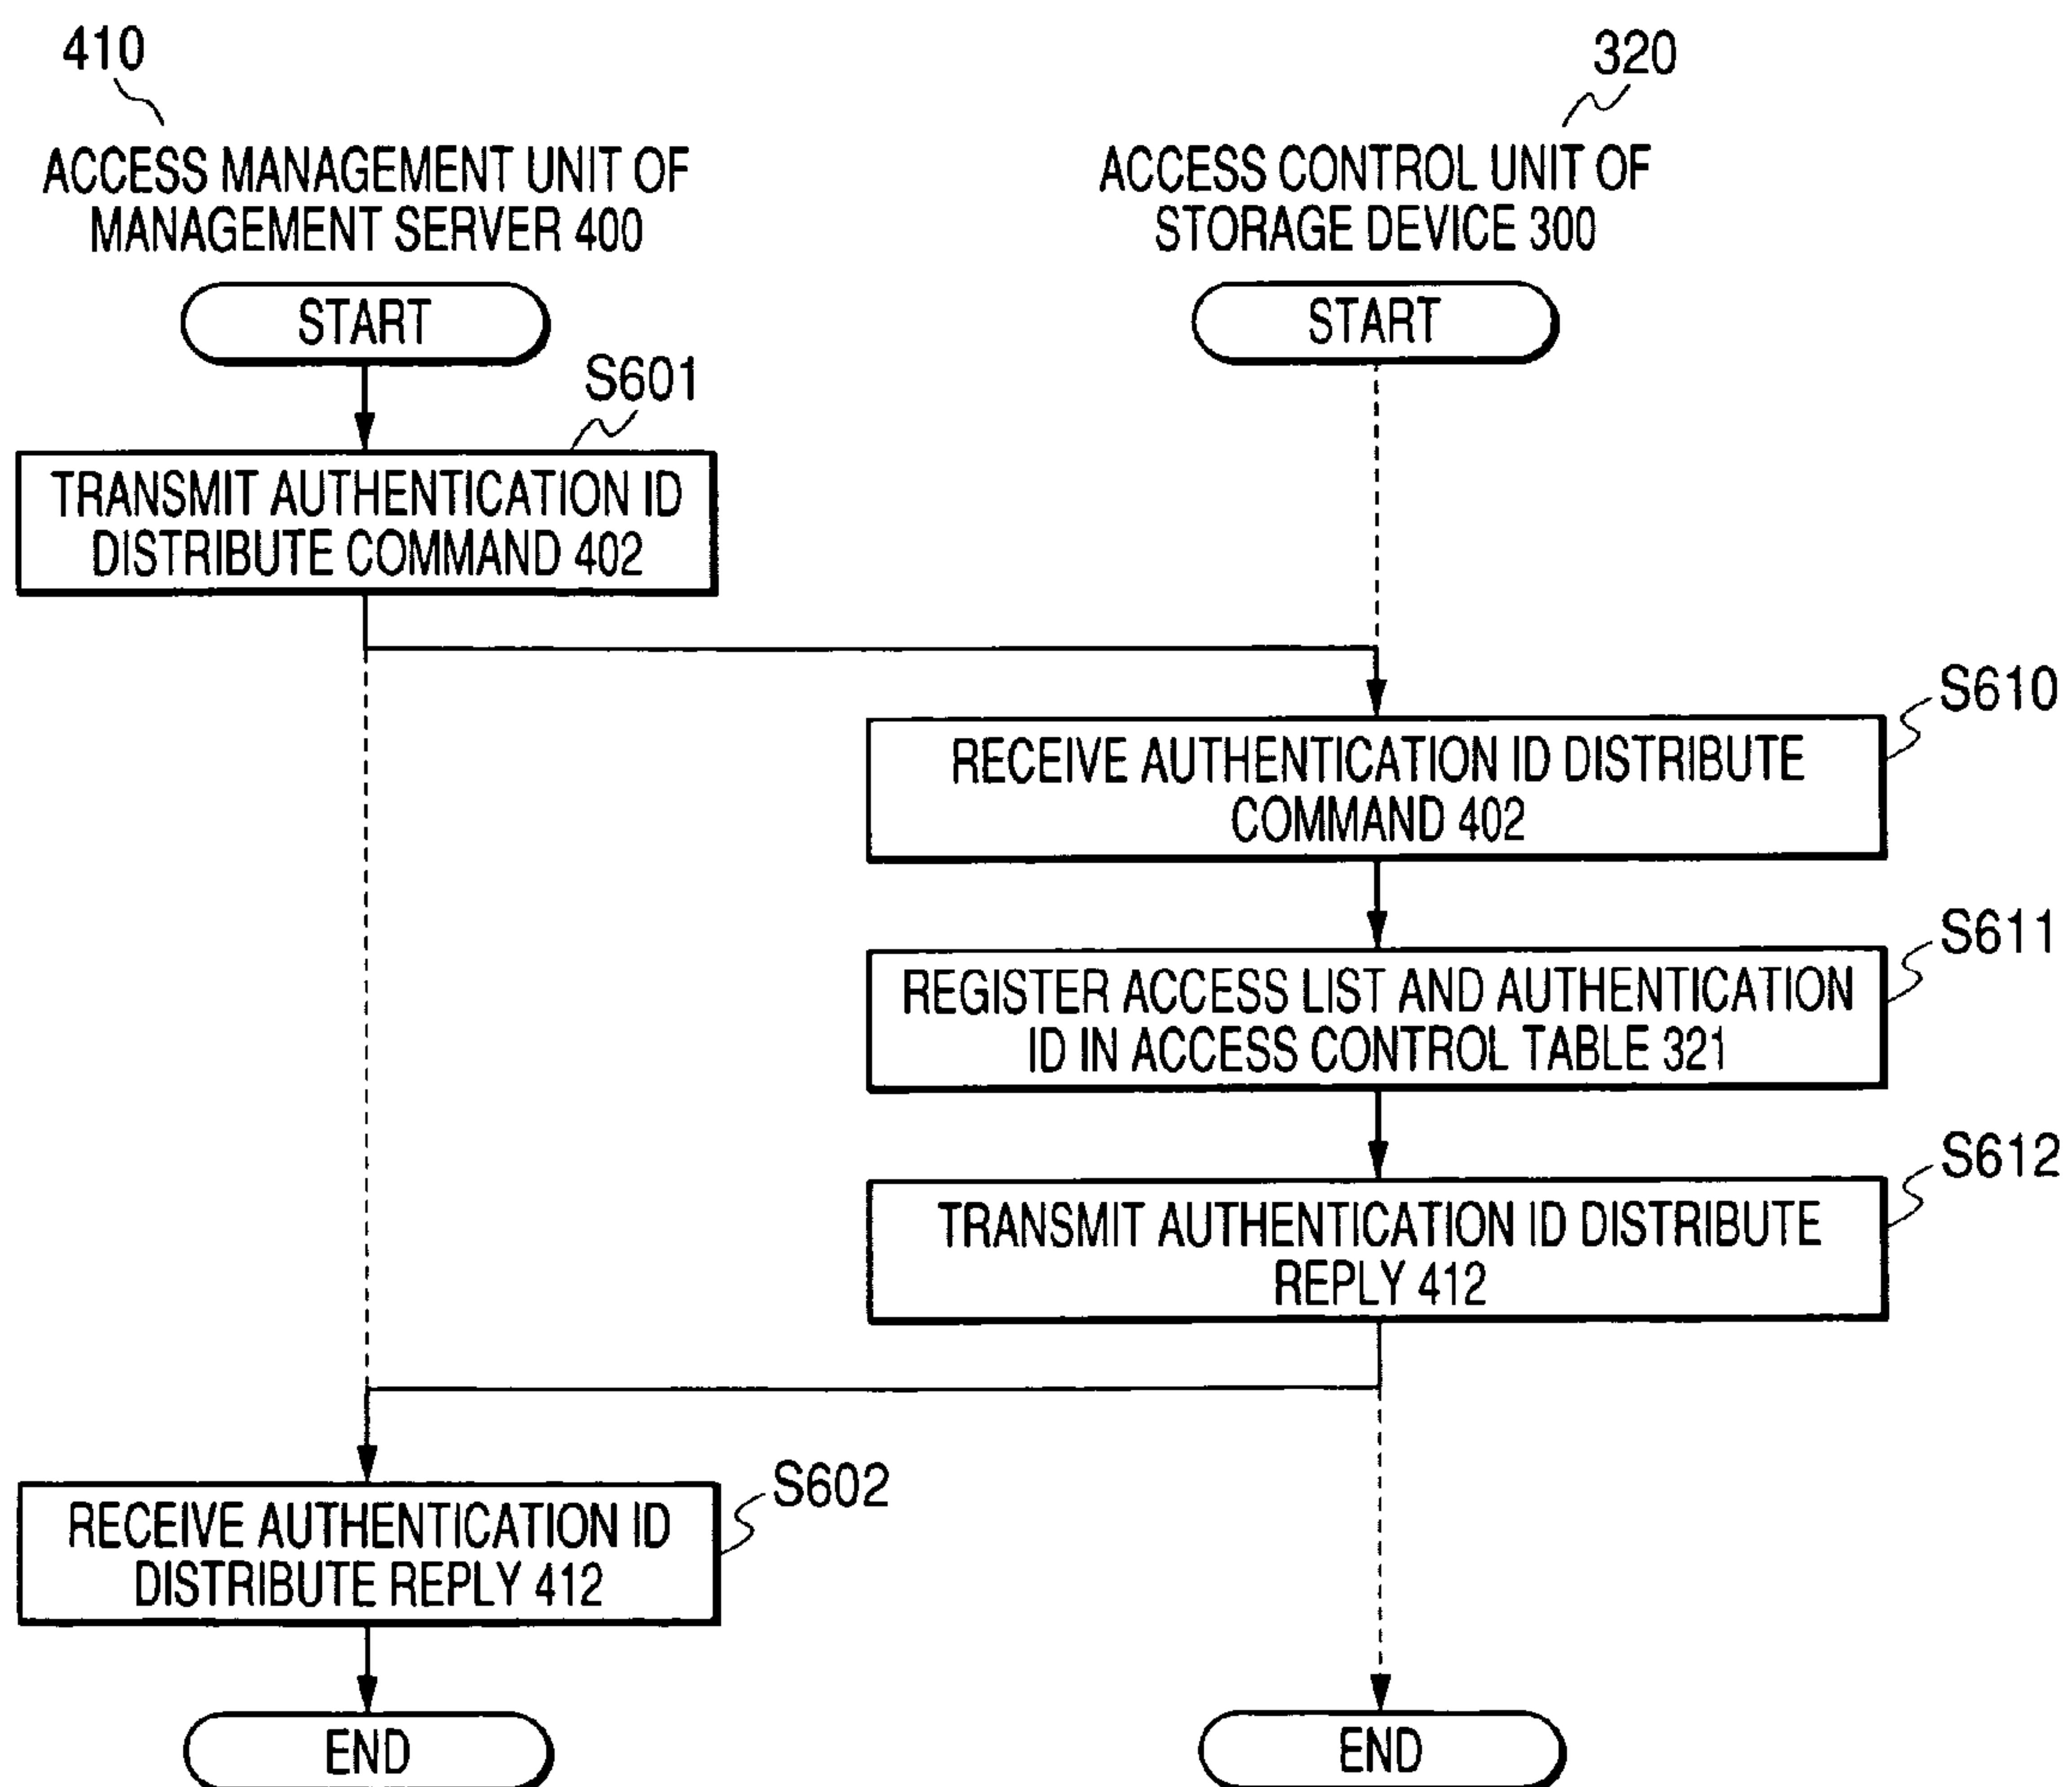 410
320
ACCESS MANAGEMENT UNIT OF
MANAGEMENT SERVER 400
ACCESS CONTROL UNIT OF
STORAGE DEVICE 300
START
START
S601
TRANSMIT AUTHENTICATION ID
DISTRIBUTE COMMAND 402
S610
RECEIVE AUTHENTICATION ID DISTRIBUTE
COMMAND 402
S611
REGISTER ACCESS LIST AND AUTHENTICATION
ID IN ACCESS CONTROL TABLE 321
S612
TRANSMIT AUTHENTICATION ID DISTRIBUTE
REPLY 412
S602
RECEIVE AUTHENTICATION ID
DISTRIBUTE REPLY 412
END
END